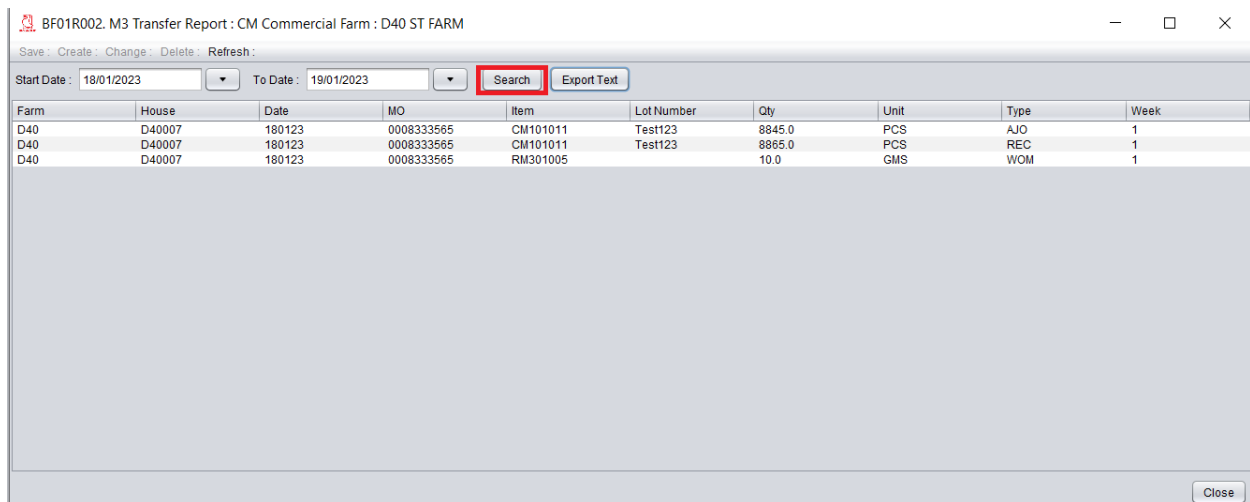 BF01R002. M3 Transfer Report : CM Commercial Farm : D40 ST FARM
Save : Create : Change : Delete : Refresh :
Start Date : 18/01/2023 To Date : 19/01/2023 Search Export Text
Farm House Date MO Item Lot Number Qty Unit Type Week
D40 D40007 180123 0008333565 CM101011 Test123 8845.0 PCS AJO 1
D40 D40007 180123 0008333565 CM101011 Test123 8865.0 PCS REC 1
D40 D40007 180123 0008333565 RM301005 10.0 GMS WOM 1
Close